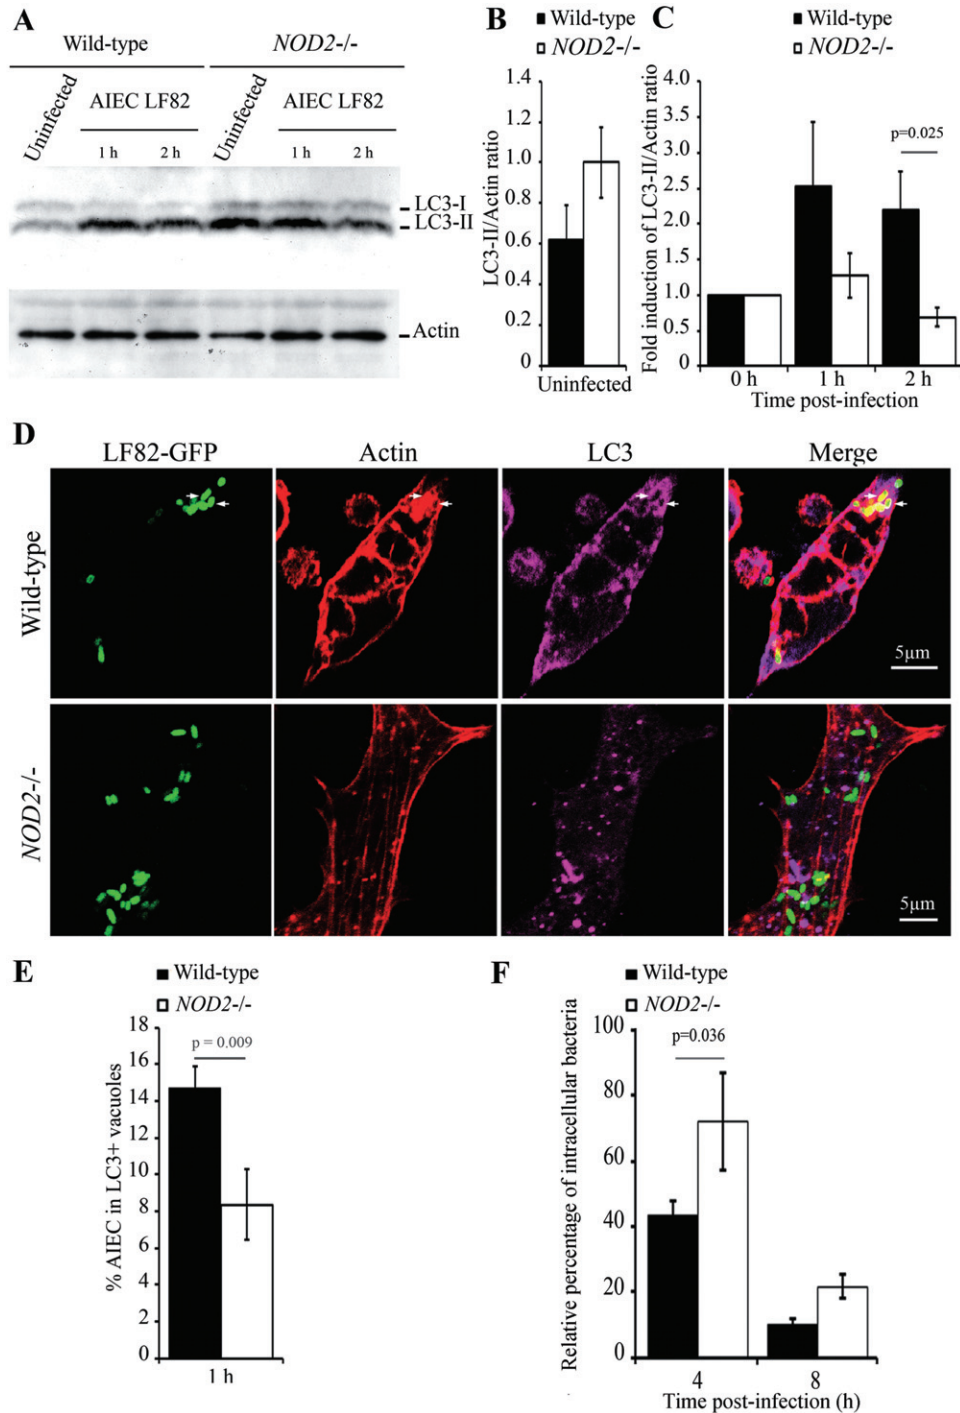 A
Wild-type
NOD2-/-
Uninfected
AIEC LF82
1 h
2 h
Uninfected
AIEC LF82
1 h
2 h
LC3-I
LC3-II
Actin
B
Wild-type
NOD2-/-
LC3-II/Actin ratio
1.4
1.2
1.0
0.8
0.6
0.4
0.2
0
Uninfected
C
Wild-type
NOD2-/-
Fold induction of LC3-II/Actin ratio
4.0
3.5
3.0
2.5
2.0
1.5
1.0
0.5
0
p=0.025
0 h
1 h
2 h
Time post-infection
D
LF82-GFP
Actin
LC3
Merge
Wild-type
5µm
NOD2-/-
5µm
E
Wild-type
NOD2-/-
% AIEC in LC3+ vacuoles
18
16
14
12
10
8
6
4
2
0
p = 0.009
1 h
F
Wild-type
NOD2-/-
Relative percentage of intracellular bacteria
100
80
60
40
20
0
p=0.036
4
8
Time post-infection (h)